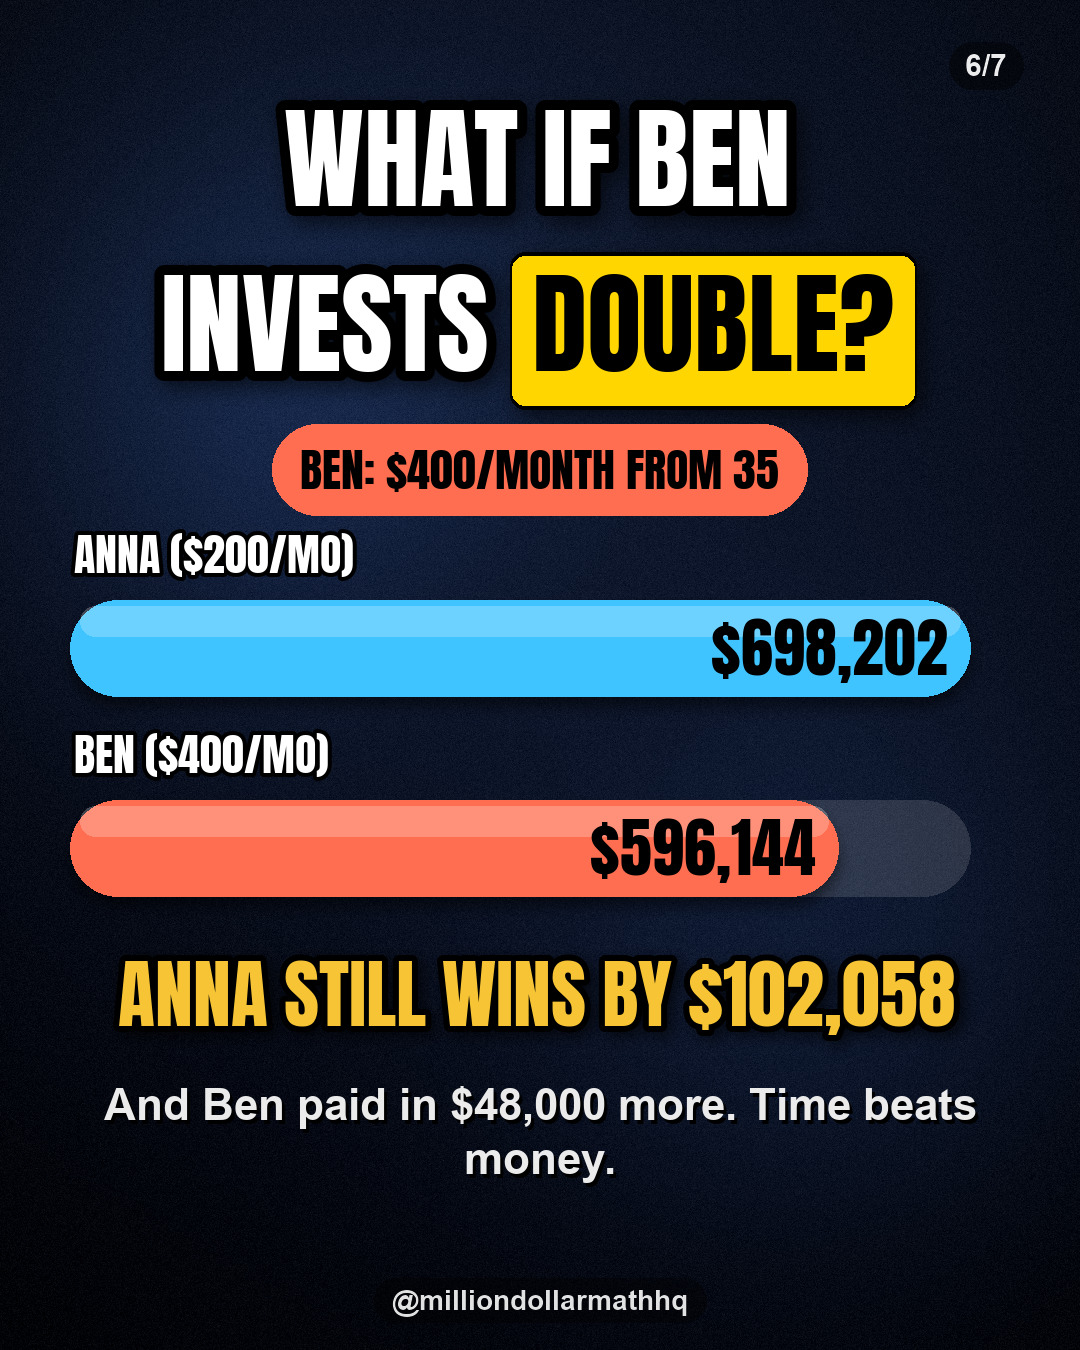 6/7
WHAT IF BEN
INVESTS DOUBLE?
BEN: $400/MONTH FROM 35
ANNA ($200/MO)
$698,202
BEN ($400/MO)
$596,144
ANNA STILL WINS BY $102,058
And Ben paid in $48,000 more. Time beats
money.
@milliondollarmathhq